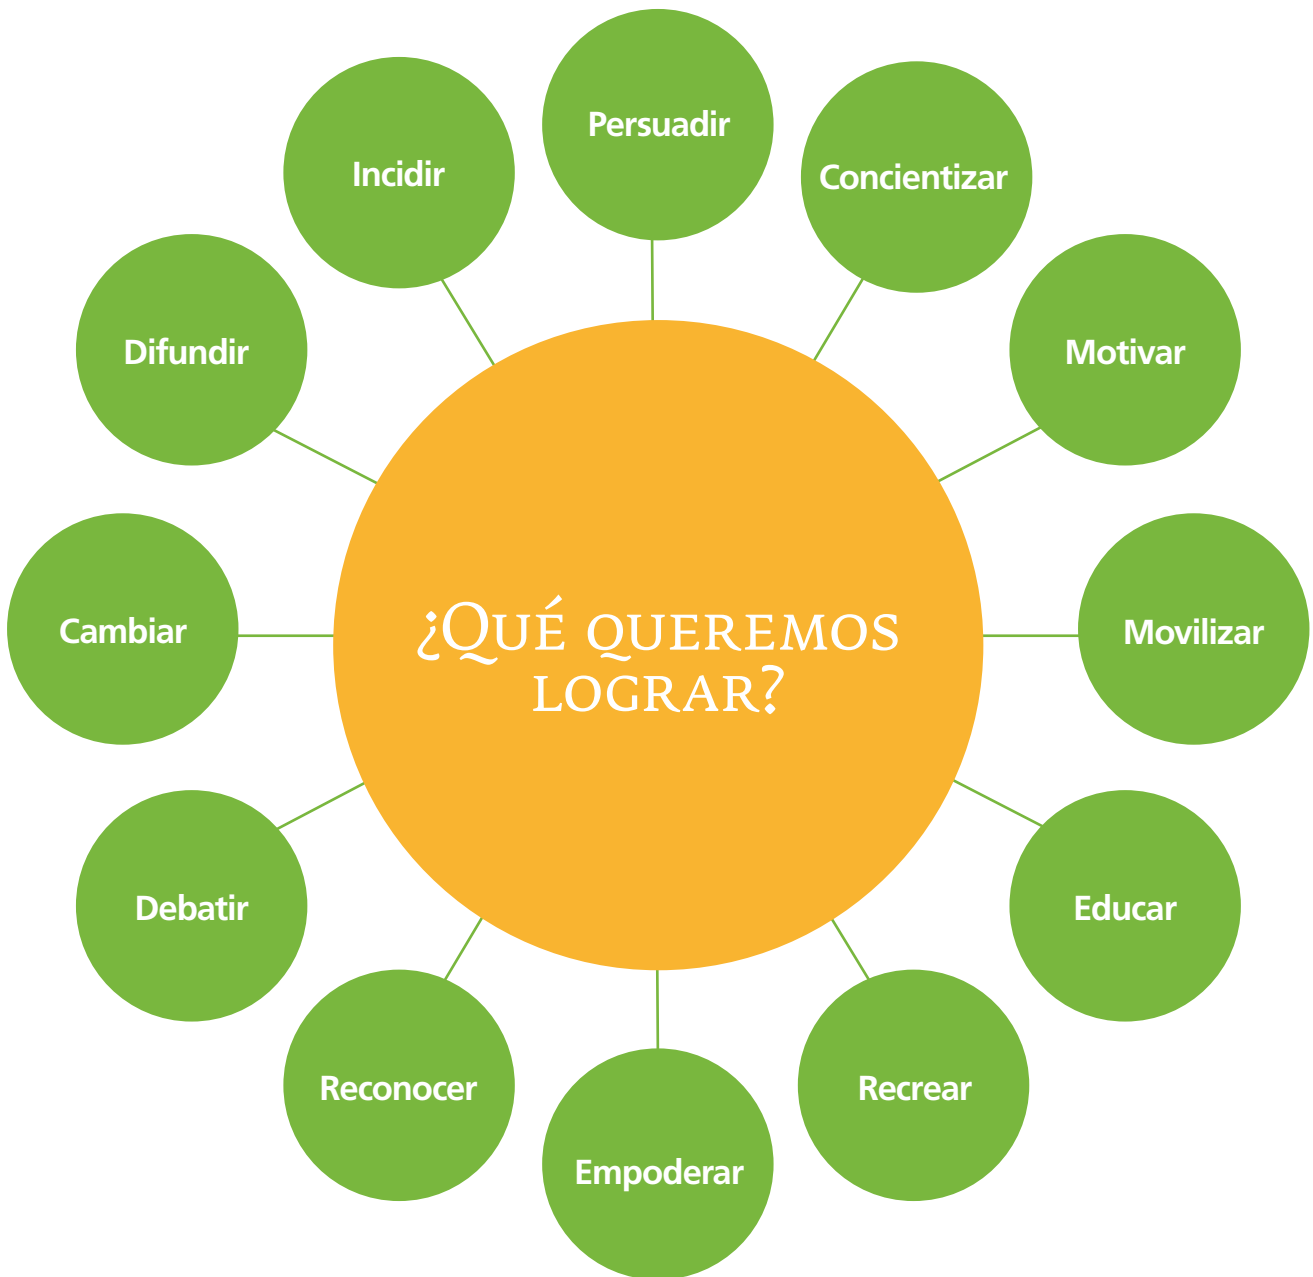 Persuadir
Concientizar
Motivar
Movilizar
Educar
Recrear
Empoderar
Reconocer
Debatir
Cambiar
Difundir
Incidir
¿Qué queremos
lograr?